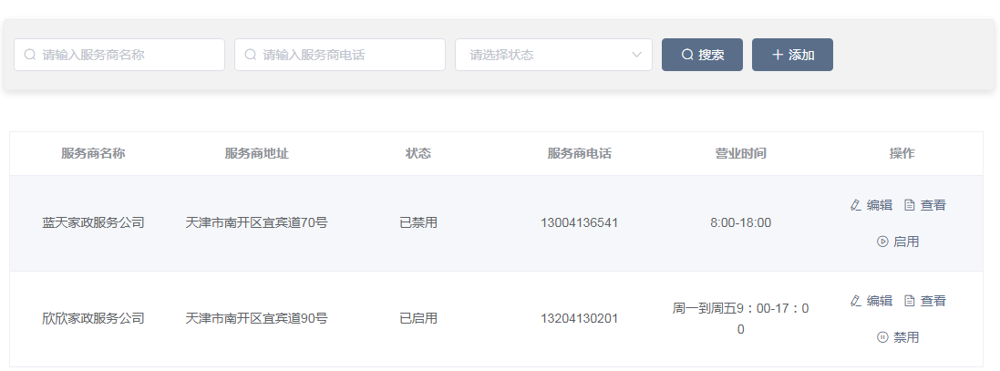 请输入服务商名称 请输入服务商电话 请选择状态 搜索 添加
服务商名称 服务商地址 状态 服务商电话 营业时间 操作
蓝天家政服务公司 天津市南开区宜宾道70号 已禁用 13004136541 8:00-18:00 编辑 查看
启用
欣欣家政服务公司 天津市南开区宜宾道90号 已启用 13204130201 周一到周五9：00-17：0 编辑 查看
0
禁用